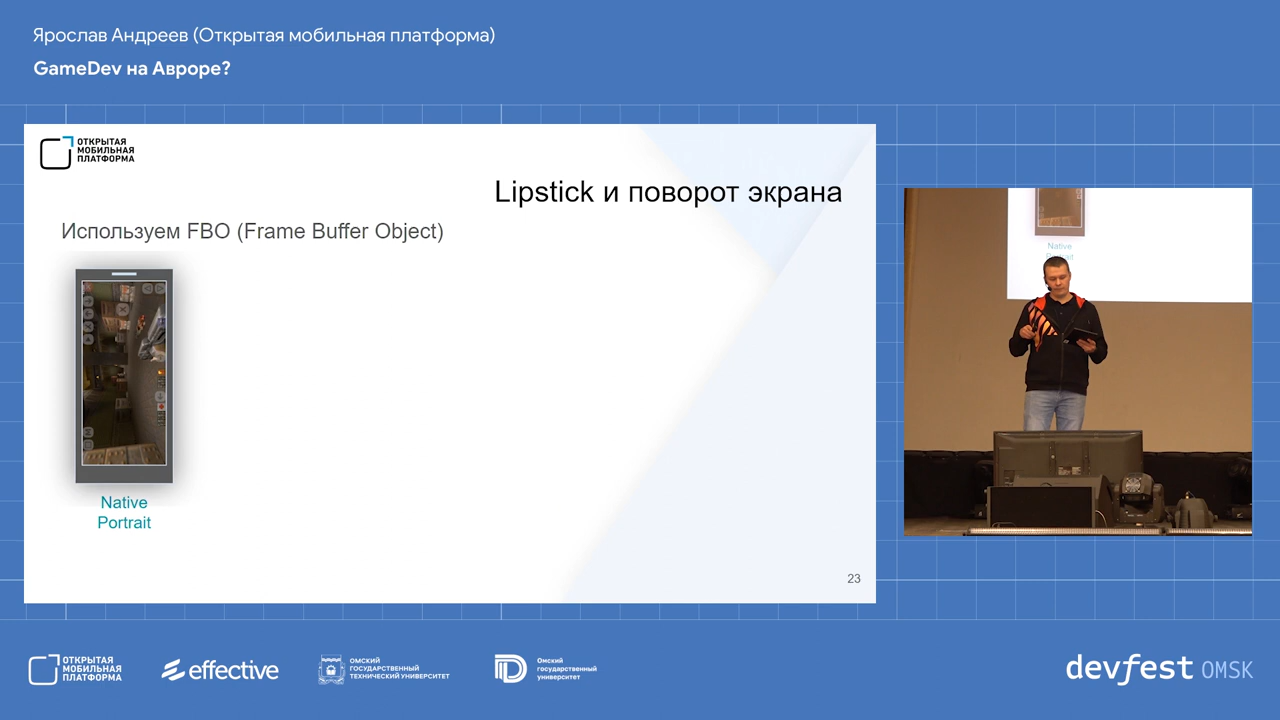 Ярослав Андреев (Открытая мобильная платформа)
GameDev на Авроре?
ОТКРЫТАЯ
МОБИЛЬНАЯ
ПЛАТФОРМА
Lipstick и поворот экрана
Используем FBO (Frame Buffer Object)
Native
Portrait
23
Native
ОТКРЫТАЯ
МОБИЛЬНАЯ
ПЛАТФОРМА
effective
ОМСКИЙ
ГОСУДАРСТВЕННЫЙ
ТЕХНИЧЕСКИЙ УНИВЕРСИТЕТ
Омский
государственный
университет
devfest OMSK